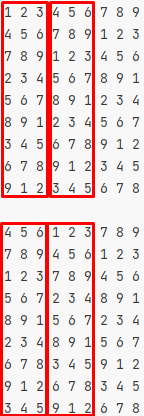 1 2 3 4 5 6 7 8 9
4 5 6 7 8 9 1 2 3
7 8 9 1 2 3 4 5 6
2 3 4 5 6 7 8 9 1
5 6 7 8 9 1 2 3 4
8 9 1 2 3 4 5 6 7
3 4 5 6 7 8 9 1 2
6 7 8 9 1 2 3 4 5
9 1 2 3 4 5 6 7 8
4 5 6 1 2 3 7 8 9
7 8 9 4 5 6 1 2 3
1 2 3 7 8 9 4 5 6
5 6 7 2 3 4 8 9 1
8 9 1 5 6 7 2 3 4
2 3 4 8 9 1 5 6 7
6 7 8 3 4 5 9 1 2
9 1 2 6 7 8 3 4 5
3 4 5 9 1 2 6 7 8